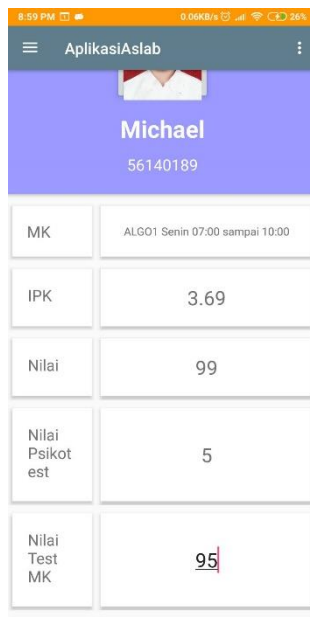 8:59 PM 0.06KB/s 26%
AplikasiAslab
Michael
56140189
MK ALGO1 Senin 07:00 sampai 10:00
IPK 3.69
Nilai 99
Nilai
Psikot
est
5
Nilai
Test
MK
95